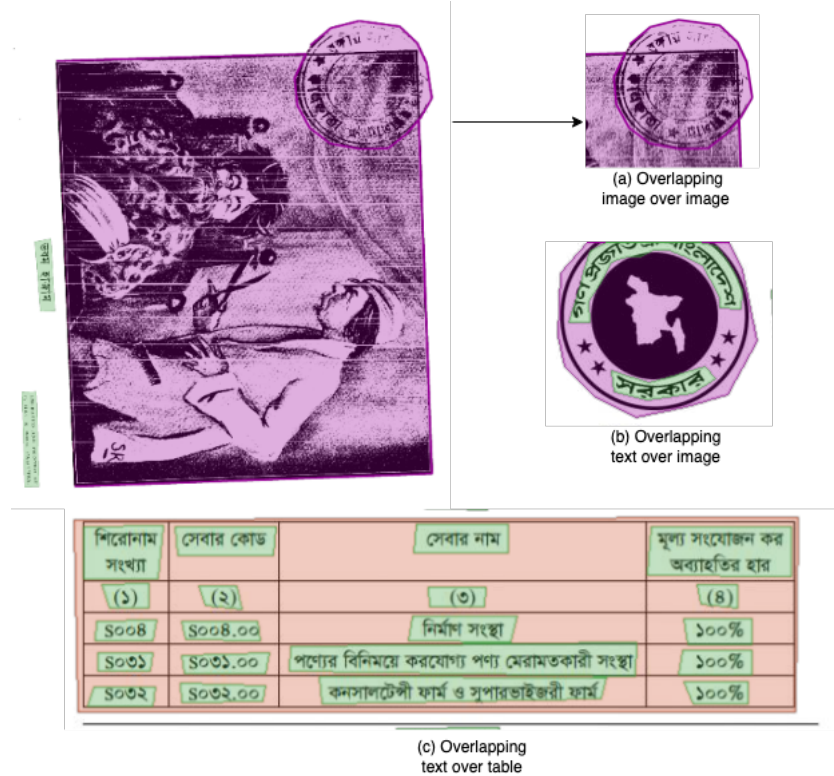 (a) Overlapping
image over image
গণ প্রজাতন্ত্রী বাংলাদেশ
সরকার
(b) Overlapping
text over image
শিরোনাম
সংখ্যা
সেবার কোড
সেবার নাম
মূল্য সংযোজন কর
অব্যাহতির হার
(১)
(২)
(৩)
(৪)
S০০৪
S০০৪.০০
নির্মাণ সংস্থা
১০০%
S০৩১
S০৩১.০০
পণ্যের বিনিময়ে করযোগ্য পণ্য মেরামতকারী সংস্থা
১০০%
S০৩২
S০৩২.০০
কনসালটেন্সী ফার্ম ও সুপারভাইজরী ফার্ম
১০০%
(c) Overlapping
text over table